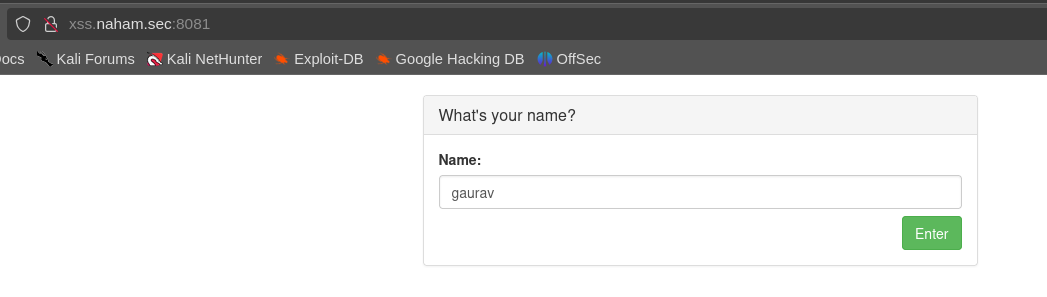 xss.naham.sec:8081
ocs Kali Forums Kali NetHunter Exploit-DB Google Hacking DB OffSec
What's your name?
Name:
gaurav
Enter